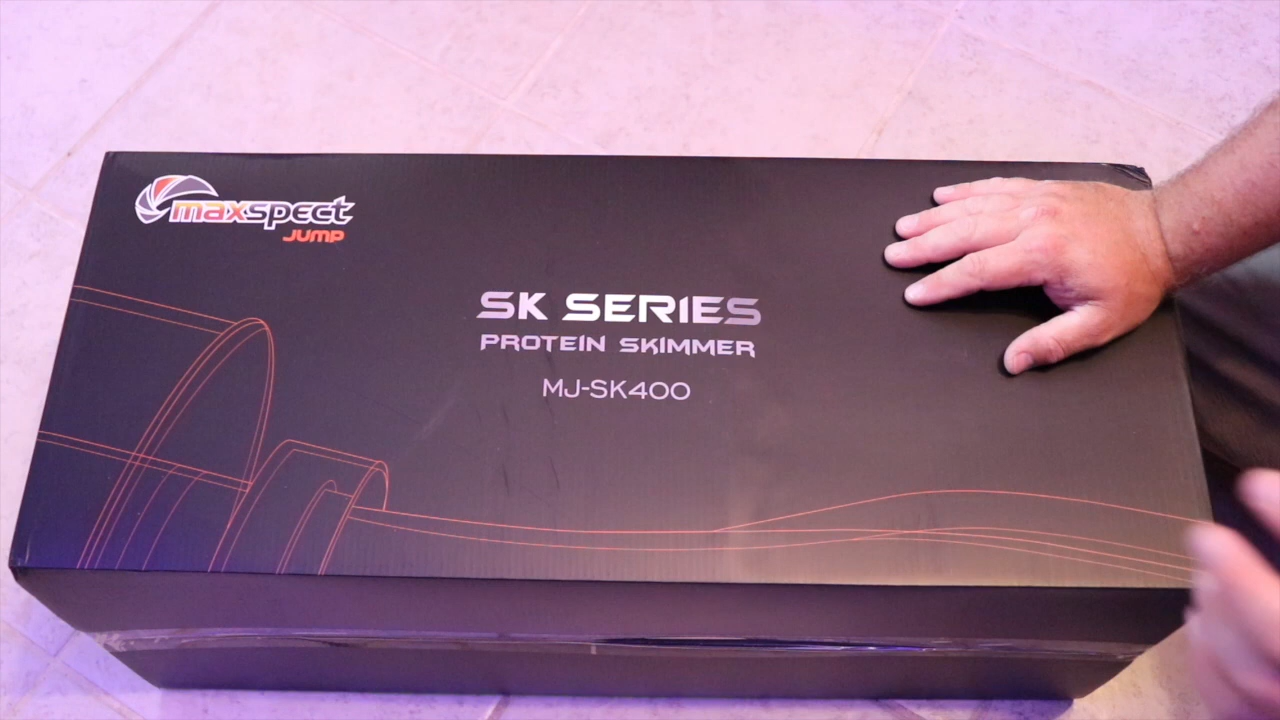 maxspect
JUMP
SK SERIES
PROTEIN SKIMMER
MJ-SK400